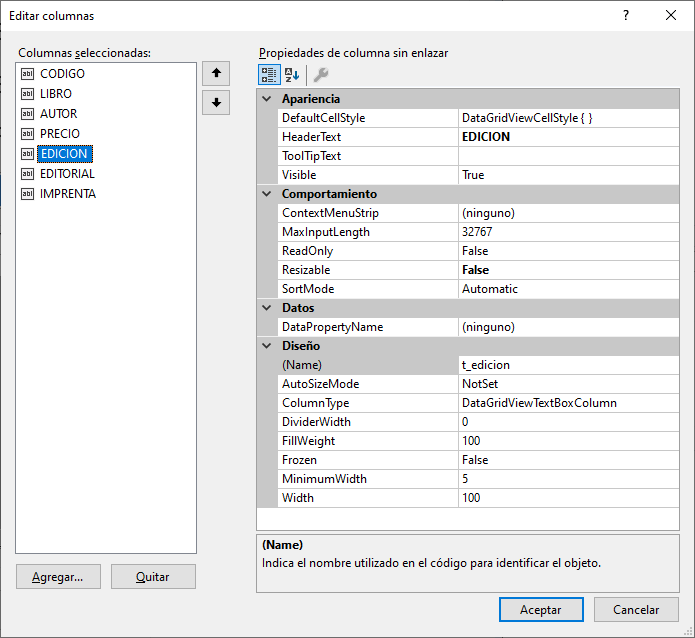 Editar columnas
?
Columnas seleccionadas:
CODIGO
LIBRO
AUTOR
PRECIO
EDICION
EDITORIAL
IMPRENTA
Agregar...
Quitar
Propiedades de columna sin enlazar
Apariencia
DefaultCellStyle DataGridViewCellStyle { }
HeaderText EDICION
ToolTipText
Visible True
Comportamiento
ContextMenuStrip (ninguno)
MaxInputLength 32767
ReadOnly False
Resizable False
SortMode Automatic
Datos
DataPropertyName (ninguno)
Diseño
(Name) t_edicion
AutoSizeMode NotSet
ColumnType DataGridViewTextBoxColumn
DividerWidth 0
FillWeight 100
Frozen False
MinimumWidth 5
Width 100
(Name)
Indica el nombre utilizado en el código para identificar el objeto.
Aceptar
Cancelar